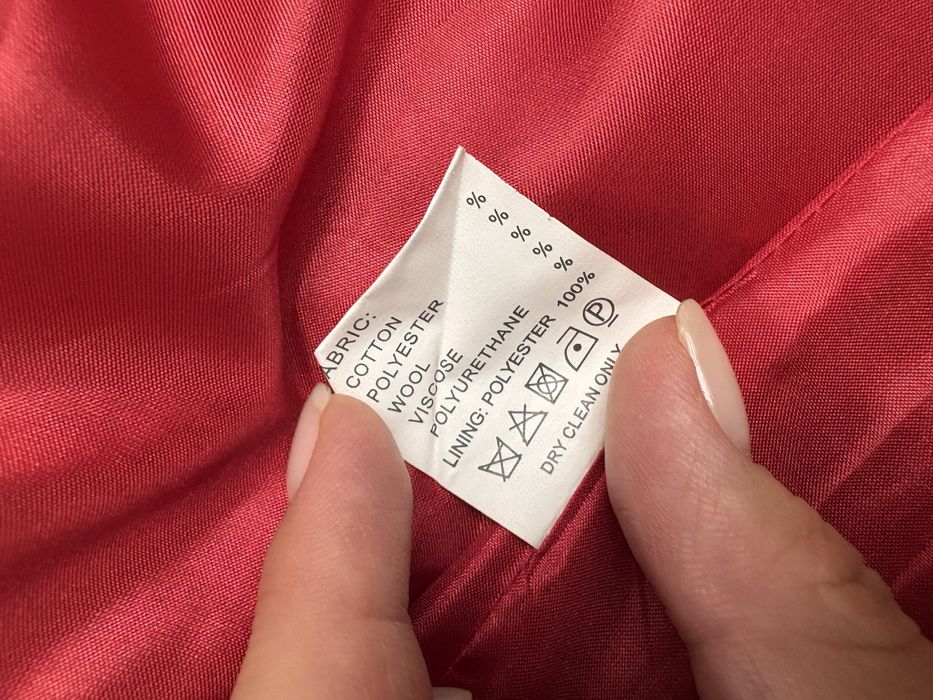 ABRIC:
COTTON %
POLYESTER %
WOOL %
VISCOSE %
POLYURETHANE %
LINING: POLYESTER 100%
P
DRY CLEAN ONLY